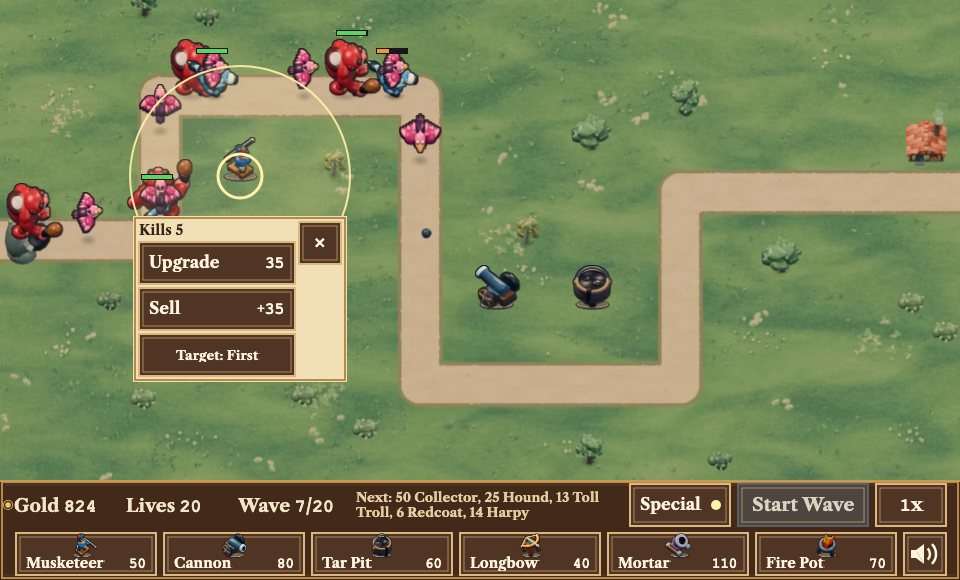 Kills 5
×
Upgrade 35
Sell +35
Target: First
Gold 824
Lives 20
Wave 7/20
Next: 50 Collector, 25 Hound, 13 Toll
Troll, 6 Redcoat, 14 Harpy
Special
Start Wave
1x
Musketeer 50
Cannon 80
Tar Pit 60
Longbow 40
Mortar 110
Fire Pot 70